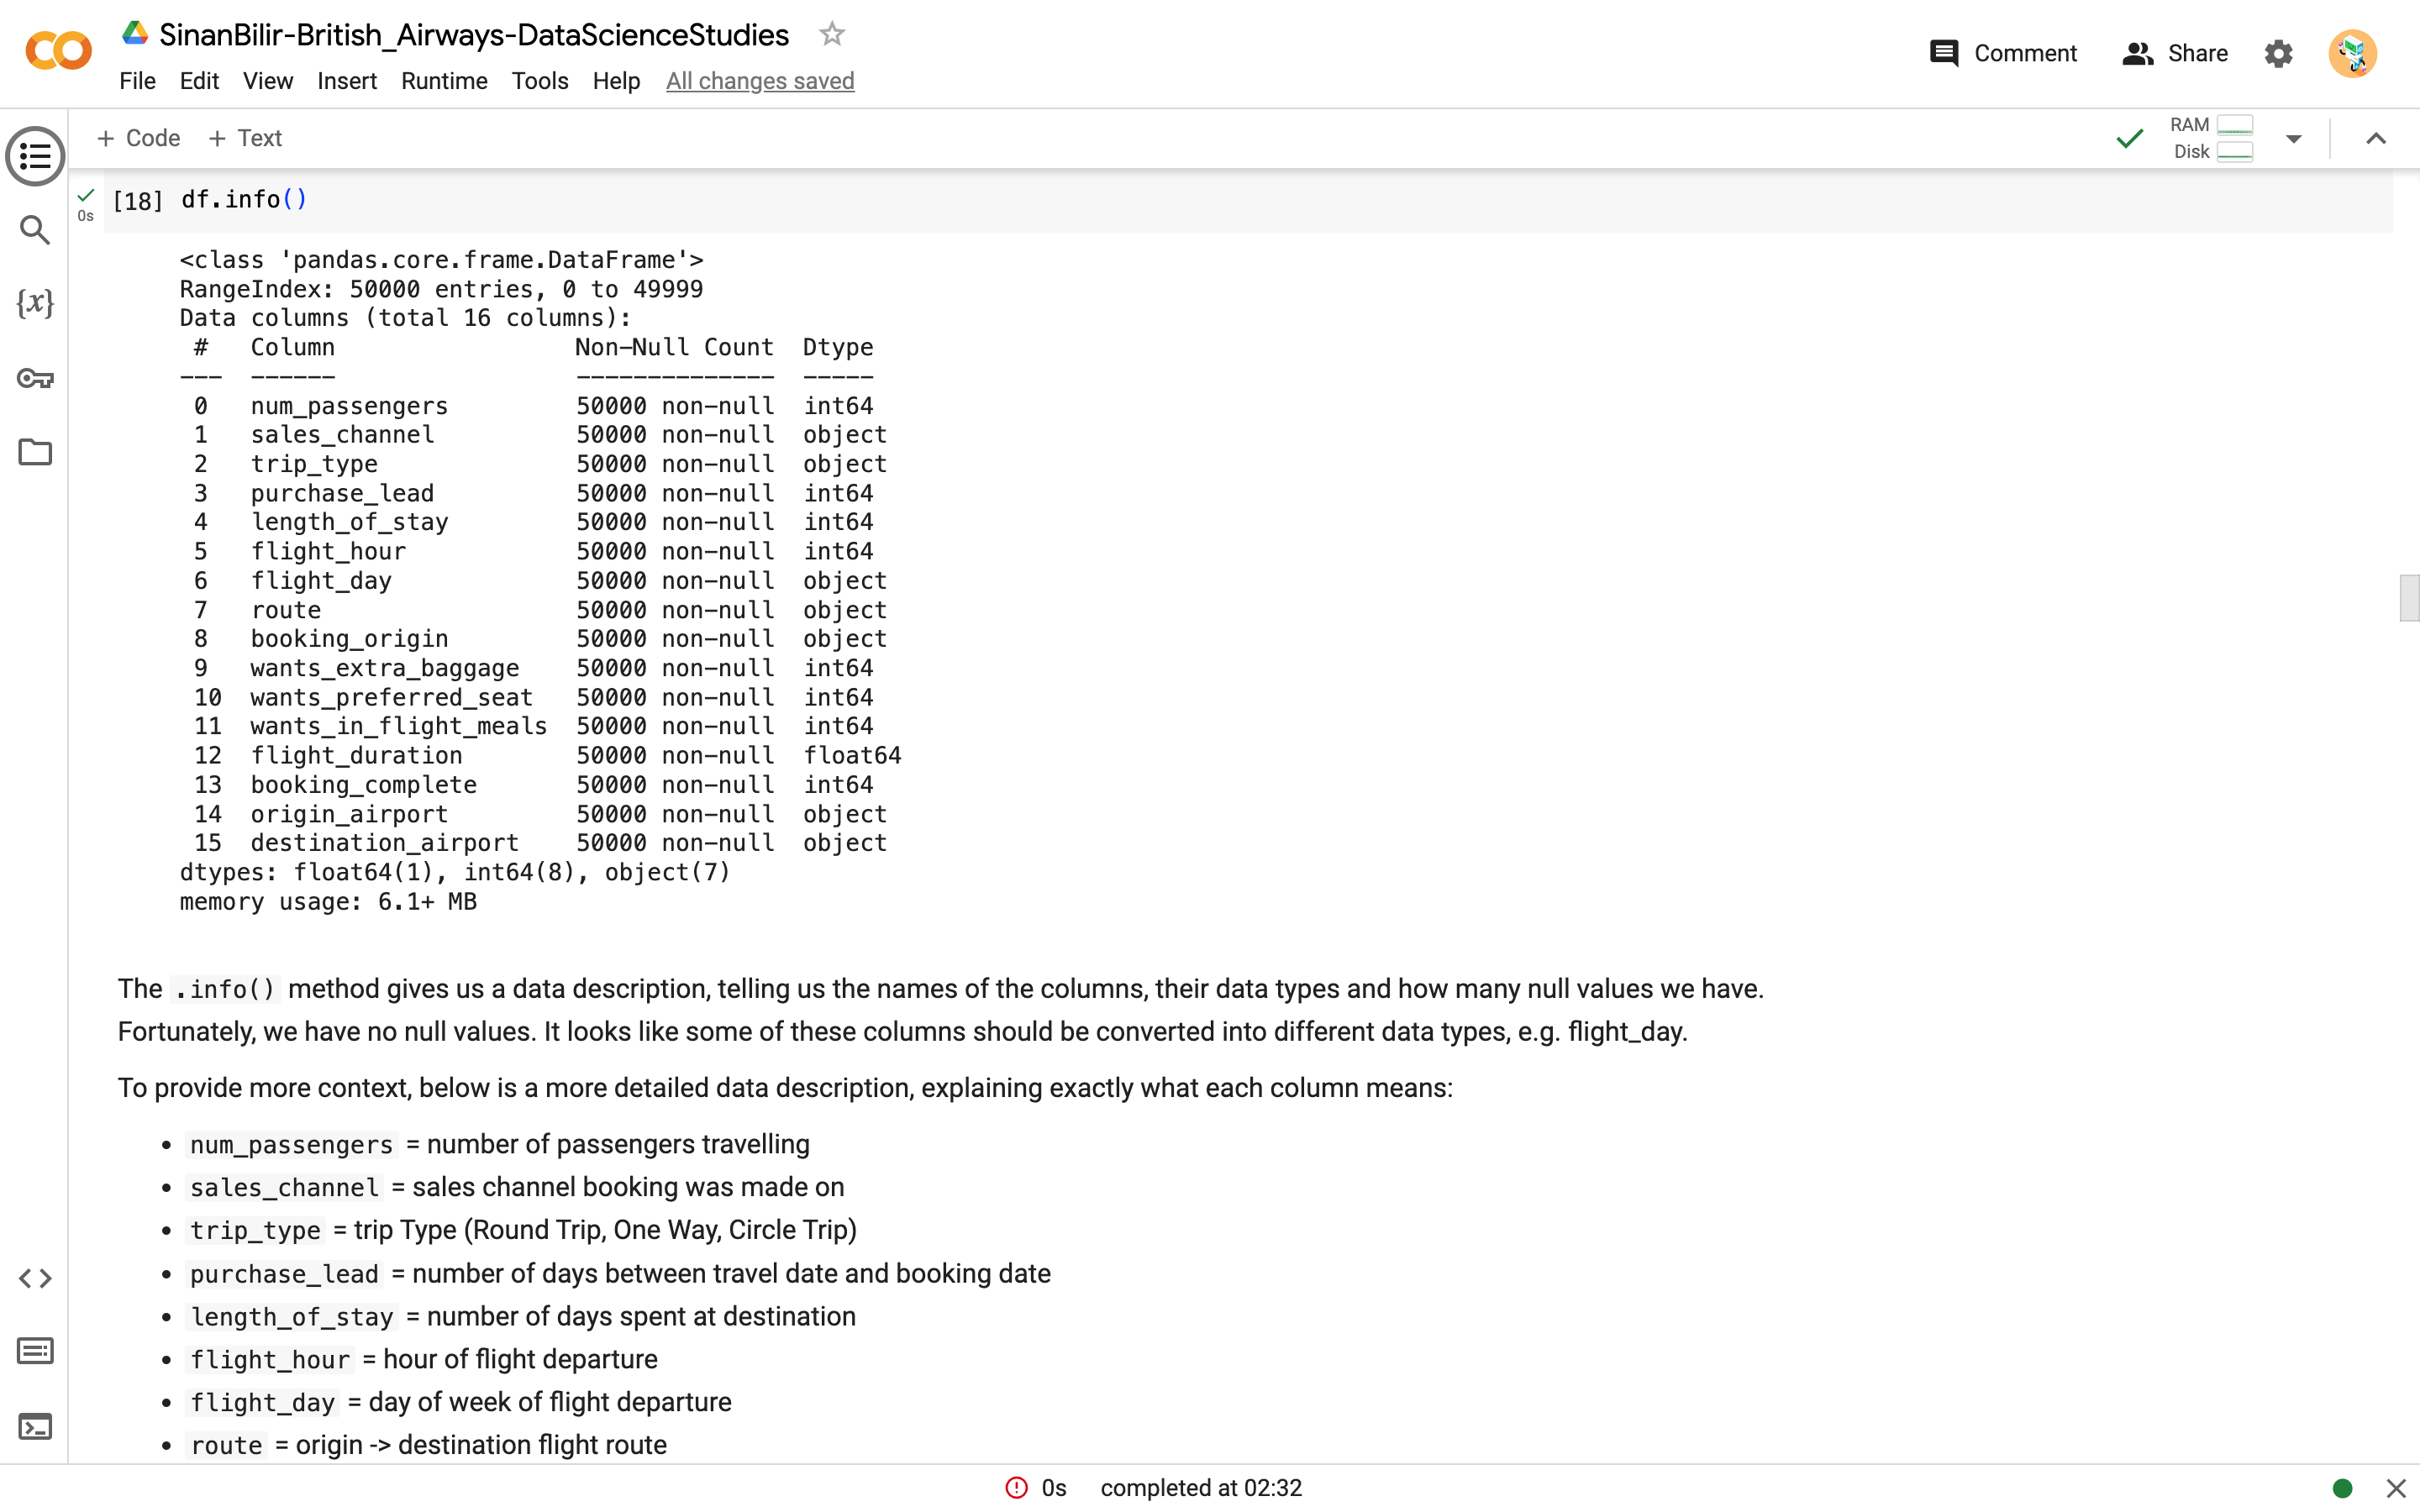 SinanBilir-British_Airways-DataScienceStudies
File Edit View Insert Runtime Tools Help All changes saved
Comment Share
+ Code + Text
RAM
Disk
0s
[18] df.info()
{x}
<class 'pandas.core.frame.DataFrame'>
RangeIndex: 50000 entries, 0 to 49999
Data columns (total 16 columns):
 #   Column                 Non-Null Count  Dtype
---  ------                 --------------  -----
 0   num_passengers         50000 non-null  int64
 1   sales_channel          50000 non-null  object
 2   trip_type              50000 non-null  object
 3   purchase_lead          50000 non-null  int64
 4   length_of_stay         50000 non-null  int64
 5   flight_hour            50000 non-null  int64
 6   flight_day             50000 non-null  object
 7   route                  50000 non-null  object
 8   booking_origin         50000 non-null  object
 9   wants_extra_baggage    50000 non-null  int64
 10  wants_preferred_seat   50000 non-null  int64
 11  wants_in_flight_meals  50000 non-null  int64
 12  flight_duration        50000 non-null  float64
 13  booking_complete       50000 non-null  int64
 14  origin_airport         50000 non-null  object
 15  destination_airport    50000 non-null  object
dtypes: float64(1), int64(8), object(7)
memory usage: 6.1+ MB
The .info() method gives us a data description, telling us the names of the columns, their data types and how many null values we have.
Fortunately, we have no null values. It looks like some of these columns should be converted into different data types, e.g. flight_day.
To provide more context, below is a more detailed data description, explaining exactly what each column means:
• num_passengers = number of passengers travelling
• sales_channel = sales channel booking was made on
• trip_type = trip Type (Round Trip, One Way, Circle Trip)
• purchase_lead = number of days between travel date and booking date
• length_of_stay = number of days spent at destination
• flight_hour = hour of flight departure
• flight_day = day of week of flight departure
• route = origin -> destination flight route
0s completed at 02:32